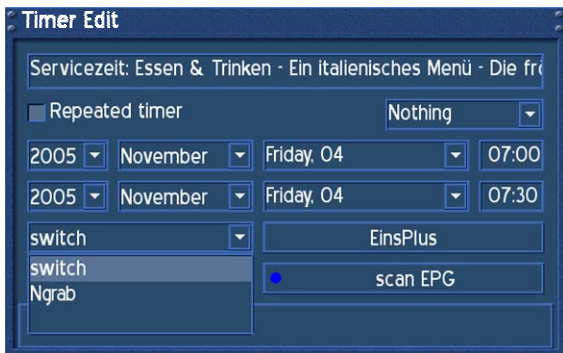 Timer Edit
Servicezeit: Essen & Trinken - Ein italienisches Menü - Die frö
Repeated timer Nothing
2005 November Friday, 04 07:00
2005 November Friday, 04 07:30
switch EinsPlus
switch scan EPG
Ngrab